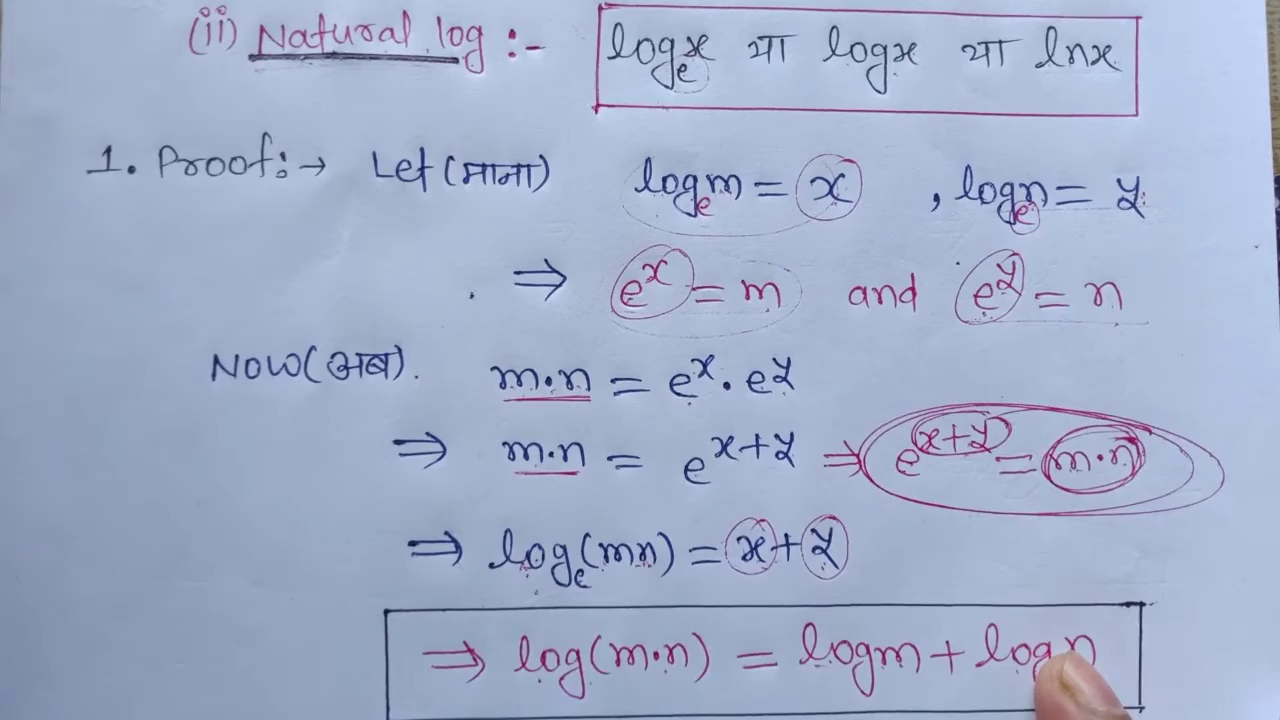 (ii) Natural log :- logₑx या logx या lnx
1. Proof:→ Let (माना) logₑm = x , logₑn = y
⇒ eˣ = m and eʸ = n
Now (अब). m·n = eˣ · eʸ
⇒ m·n = eˣ⁺ʸ ⇒ eˣ⁺ʸ = m·n
⇒ logₑ(mn) = x+y
⇒ log(m·n) = logm + logn